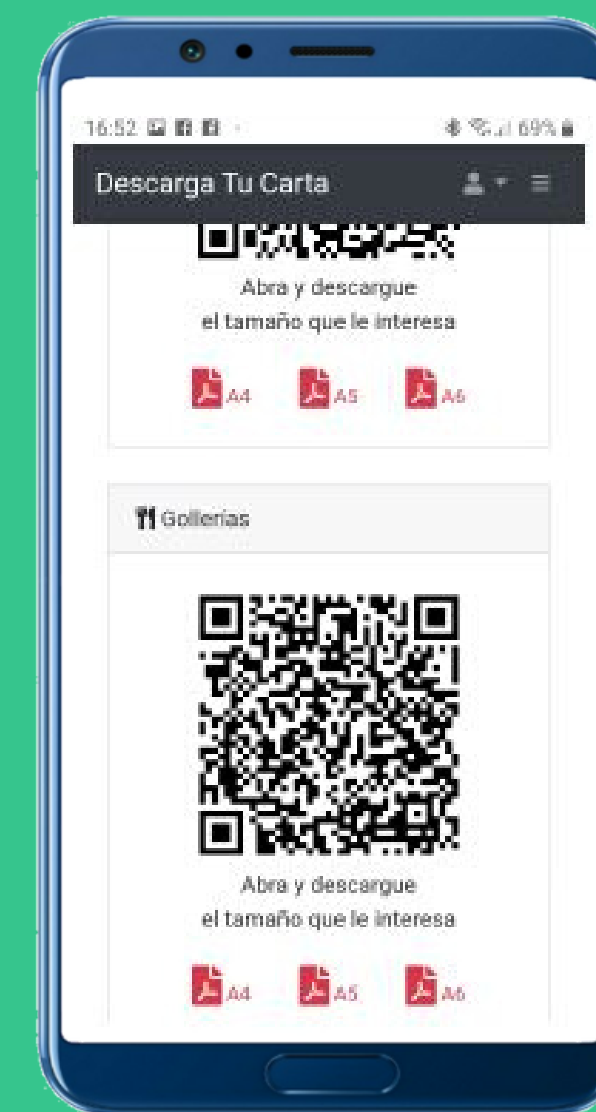 16:52
69%
Descarga Tu Carta
Abra y descargue
el tamaño que le interesa
A4 A5 A6
Gollerías
Abra y descargue
el tamaño que le interesa
A4 A5 A6